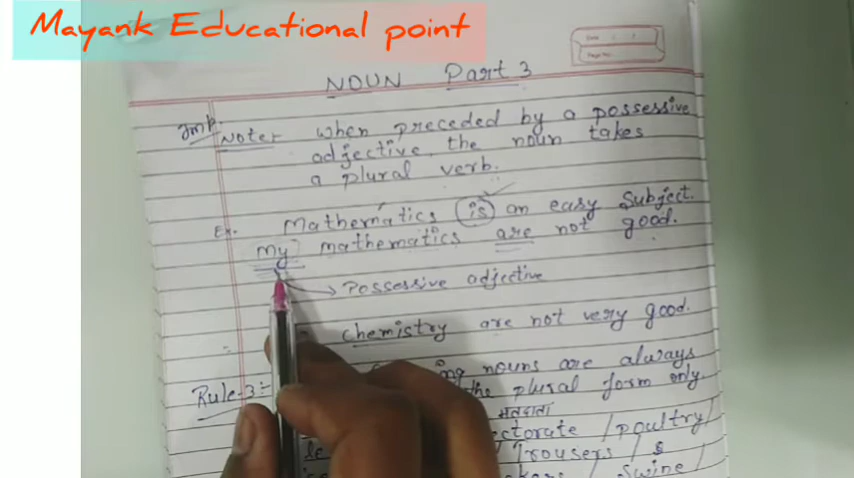 Mayank Educational point
NOUN Part 3
Imp.
Note:- When preceded by a possessive
adjective, the noun takes
a plural verb.
Ex. Mathematics is an easy subject.
My mathematics are not good.
Possessive adjective
chemistry are not very good.
Rule-3:- ing nouns are always
the plural form only.
मतदाता
ctorate / poultry /
Trousers /
/ swine /